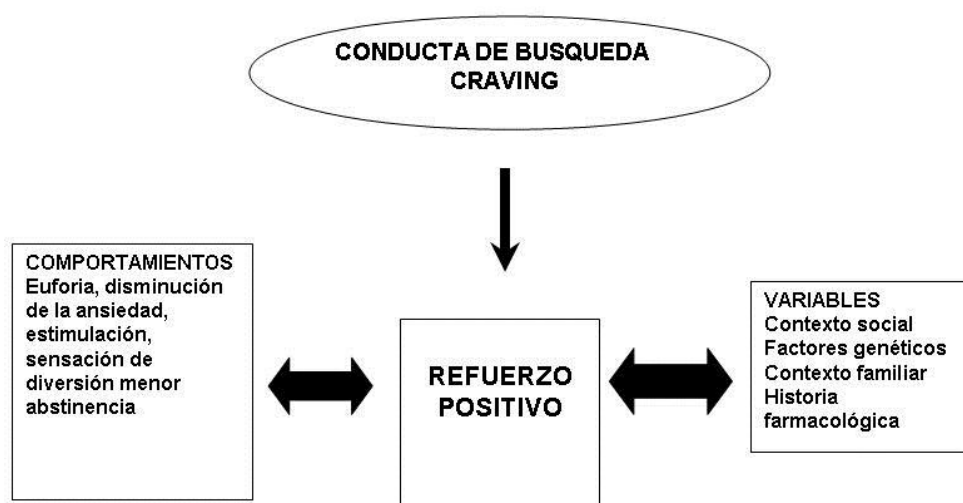 CONDUCTA DE BUSQUEDA
CRAVING
COMPORTAMIENTOS
Euforia, disminución
de la ansiedad,
estimulación,
sensación de
diversión menor
abstinencia
REFUERZO
POSITIVO
VARIABLES
Contexto social
Factores genéticos
Contexto familiar
Historia
farmacológica